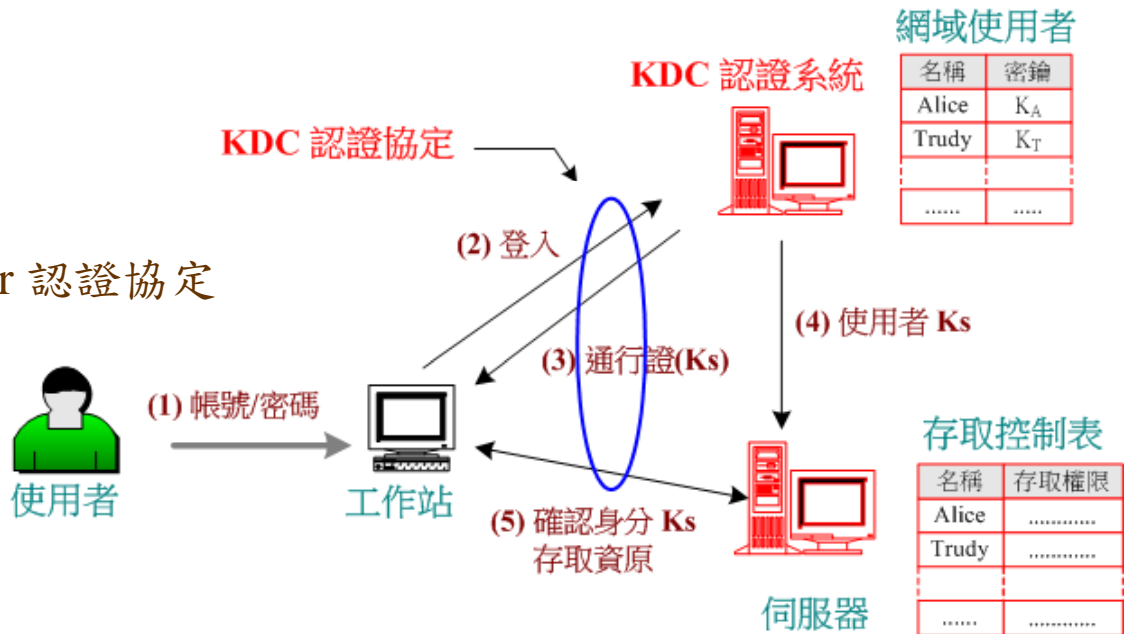 網域使用者
名稱 密鑰
Alice K_A
Trudy K_T
...... .....
KDC 認證系統
KDC 認證協定
(2) 登入
r 認證協定
(3) 通行證(Ks)
(4) 使用者 Ks
(1) 帳號/密碼
使用者
工作站
(5) 確認身分 Ks
存取資原
伺服器
存取控制表
名稱 存取權限
Alice ............
Trudy ............
...... ............